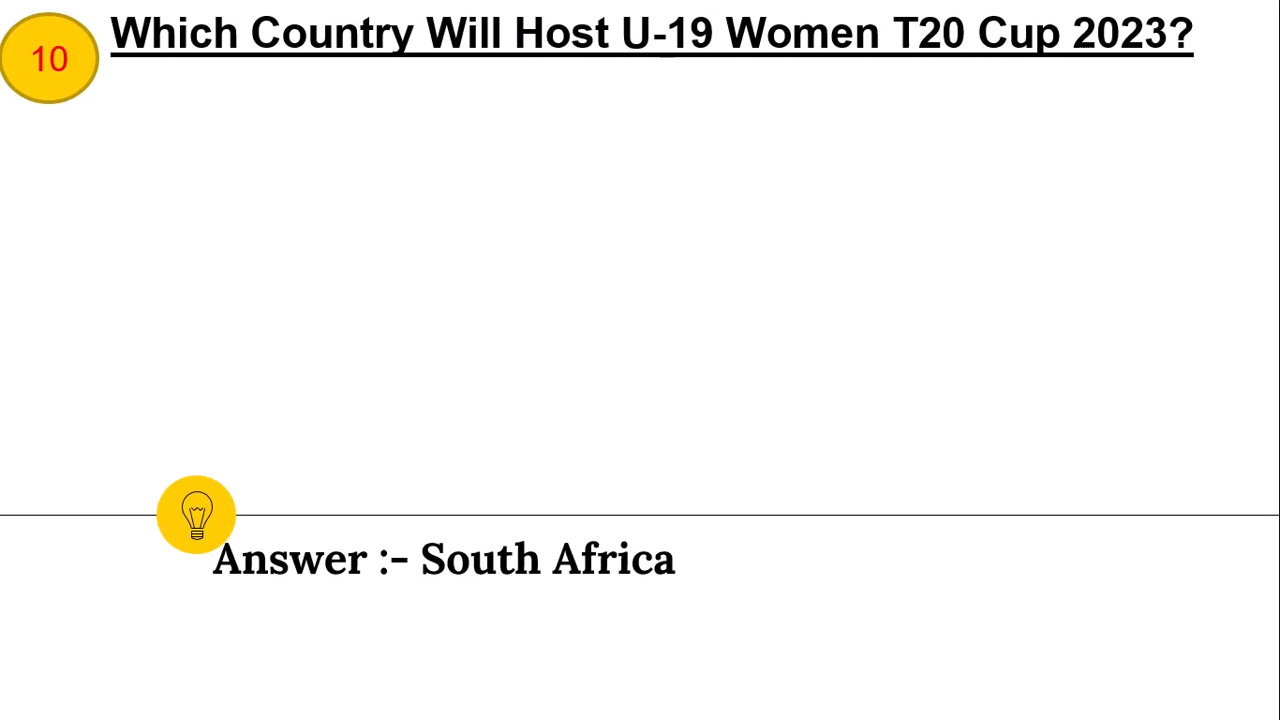 10
Which Country Will Host U-19 Women T20 Cup 2023?
Answer :- South Africa